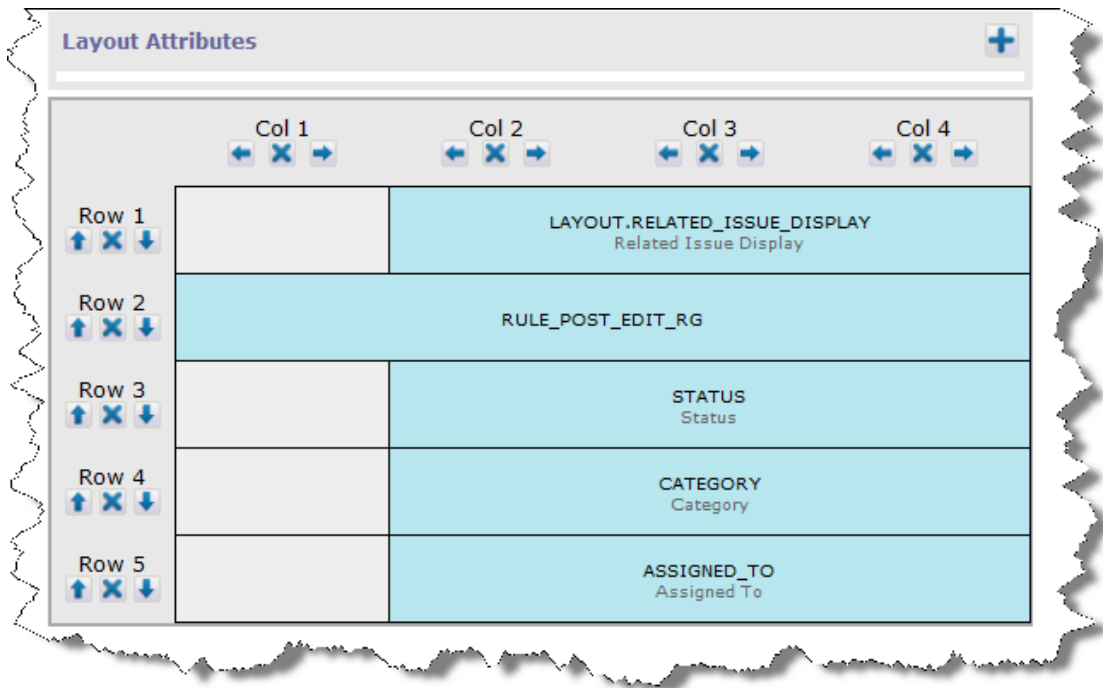 Layout Attributes
Col 1 Col 2 Col 3 Col 4
Row 1
LAYOUT.RELATED_ISSUE_DISPLAY
Related Issue Display
Row 2
RULE_POST_EDIT_RG
Row 3
STATUS
Status
Row 4
CATEGORY
Category
Row 5
ASSIGNED_TO
Assigned To